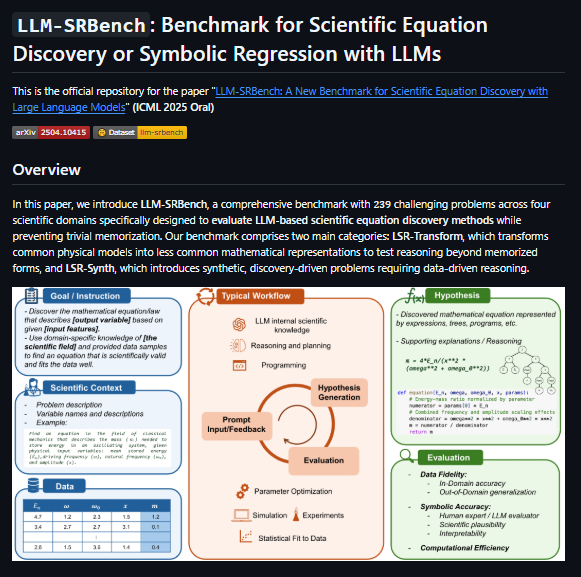 LLM-SRBench: Benchmark for Scientific Equation
Discovery or Symbolic Regression with LLMs
This is the official repository for the paper "LLM-SRBench: A New Benchmark for Scientific Equation Discovery with
Large Language Models" (ICML 2025 Oral)
arXiv 2504.10415 Dataset llm-srbench
Overview
In this paper, we introduce LLM-SRBench, a comprehensive benchmark with 239 challenging problems across four
scientific domains specifically designed to evaluate LLM-based scientific equation discovery methods while
preventing trivial memorization. Our benchmark comprises two main categories: LSR-Transform, which transforms
common physical models into less common mathematical representations to test reasoning beyond memorized
forms, and LSR-Synth, which introduces synthetic, discovery-driven problems requiring data-driven reasoning.
Goal / Instruction
- Discover the mathematical equation/law
that describes [output variable] based on
given [input features].
- Use domain-specific knowledge of [the
scientific field] and provided data samples
to find an equation that is scientifically valid
and fits the data well.
Scientific Context
- Problem description
- Variable names and descriptions
- Example:
Find an equation in the field of classical
mechanics that describes the mass (m) needed to
store energy in an oscillating system, given
physical input variables: mean stored energy
(Eₙ), driving frequency (ω), natural frequency (ω₀),
and amplitude (x).
Data
Eₙ ω ω₀ x m
4.7 1.2 2.3 1.5 1.2
3.4 2.7 2.7 3.1 0.1
2.8 1.5 3.6 1.4 0.4
Typical Workflow
LLM internal scientific
knowledge
Reasoning and planning
Programming
Hypothesis
Generation
Prompt
Input/Feedback
Evaluation
Parameter Optimization
Simulation Experiments
Statistical Fit to Data
f(x) Hypothesis
- Discovered mathematical equation represented
by expressions, trees, programs, etc.
- Supporting explanations / Reasoning
m = 4*E_n/(x**2 *
(omega**2 + omega_0**2))
def equation(E_n, omega, omega_0, x, params):
# Energy-mass ratio normalized by parameter
numerator = params[0] * E_n
# Combined frequency and amplitude scaling effects
denominator = omega**2 * x**2 + omega_0**2 * x**2
m = numerator / denominator
return m
Evaluation
- Data Fidelity:
- In-Domain accuracy
- Out-of-Domain generalization
- Symbolic Accuracy:
- Human expert / LLM evaluator
- Scientific plausibility
- Interpretability
- Computational Efficiency